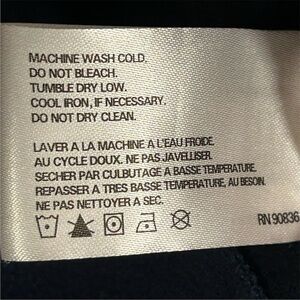 MACHINE WASH COLD.
DO NOT BLEACH.
TUMBLE DRY LOW.
COOL IRON, IF NECESSARY.
DO NOT DRY CLEAN.
LAVER A LA MACHINE A L'EAU FROIDE.
AU CYCLE DOUX. NE PAS JAVELLISER.
SECHER PAR CULBUTAGE A BASSE TEMPERATURE.
REPASSER A TRES BASSE TEMPERATURE, AU BESOIN.
NE PAS NETTOYER A SEC.
RN 90836